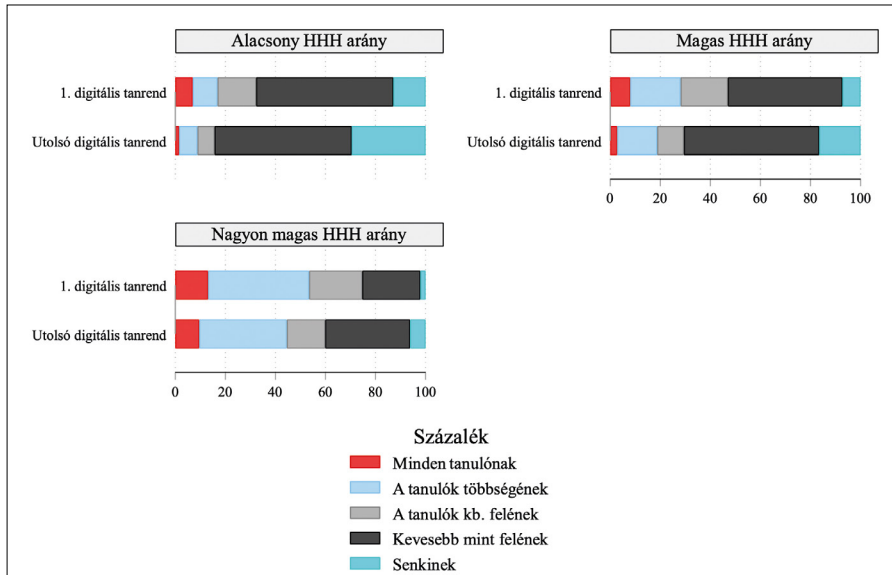 Alacsony HHH arány
1. digitális tanrend
Utolsó digitális tanrend
Magas HHH arány
1. digitális tanrend
Utolsó digitális tanrend
0 20 40 60 80 100
Nagyon magas HHH arány
1. digitális tanrend
Utolsó digitális tanrend
0 20 40 60 80 100
Százalék
Minden tanulónak
A tanulók többségének
A tanulók kb. felének
Kevesebb mint felének
Senkinek